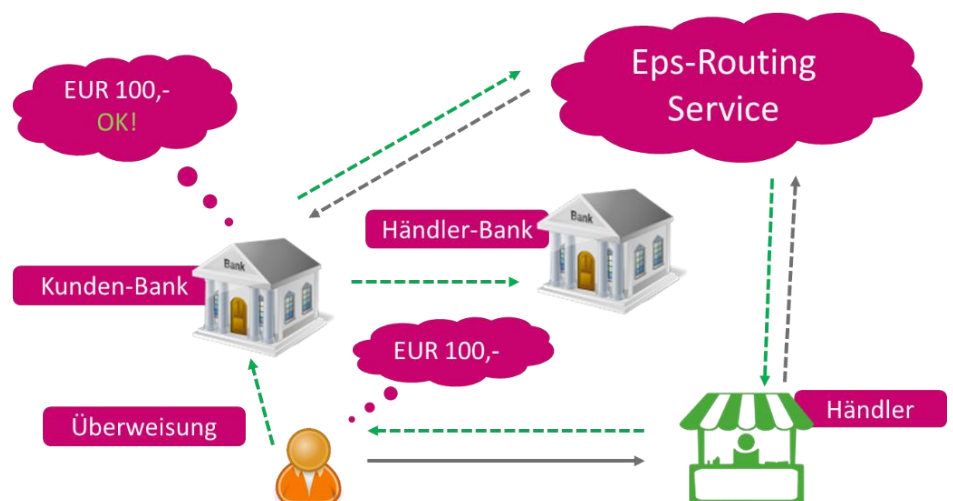 Eps-Routing
Service
EUR 100,-
OK!
Bank
Händler-Bank
Bank
Kunden-Bank
EUR 100,-
Überweisung
Händler